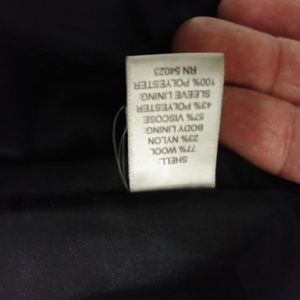 SHELL:
77% WOOL
23% NYLON
BODY LINING:
57% VISCOSE
43% POLYESTER
SLEEVE LINING:
100% POLYESTER
RN 54023